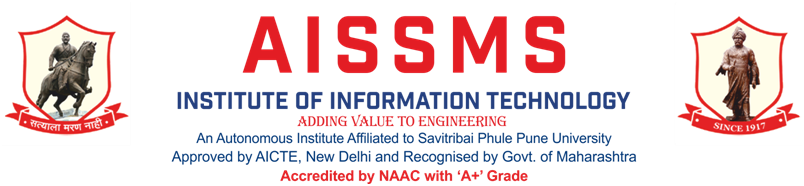 AISSMS
INSTITUTE OF INFORMATION TECHNOLOGY
ADDING VALUE TO ENGINEERING
An Autonomous Institute Affiliated to Savitribai Phule Pune University
Approved by AICTE, New Delhi and Recognised by Govt. of Maharashtra
Accredited by NAAC with ‘A+’ Grade
सत्याला मरण नाही.
SINCE 1917